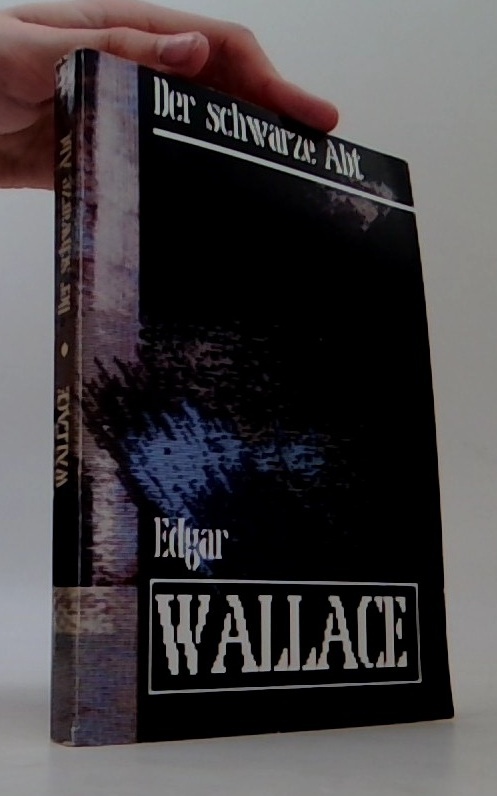 Der schwarze Abt
Edgar
WALLACE
WALLACE • Der schwarze Abt